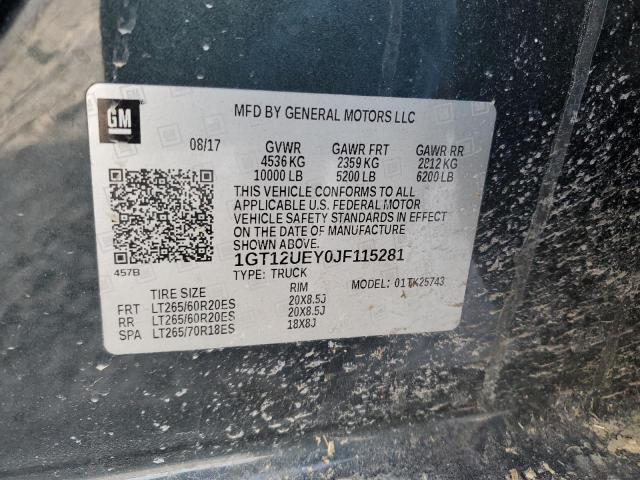 GM
MFD BY GENERAL MOTORS LLC
08/17 GVWR GAWR FRT GAWR RR
4536 KG 2359 KG 2812 KG
10000 LB 5200 LB 6200 LB
THIS VEHICLE CONFORMS TO ALL
APPLICABLE U.S. FEDERAL MOTOR
VEHICLE SAFETY STANDARDS IN EFFECT
ON THE DATE OF MANUFACTURE
SHOWN ABOVE.
457B
1GT12UEY0JF115281
TYPE: TRUCK
MODEL: 01TK25743
TIRE SIZE RIM
FRT LT265/60R20ES 20X8.5J
RR LT265/60R20ES 20X8.5J
SPA LT265/70R18ES 18X8J